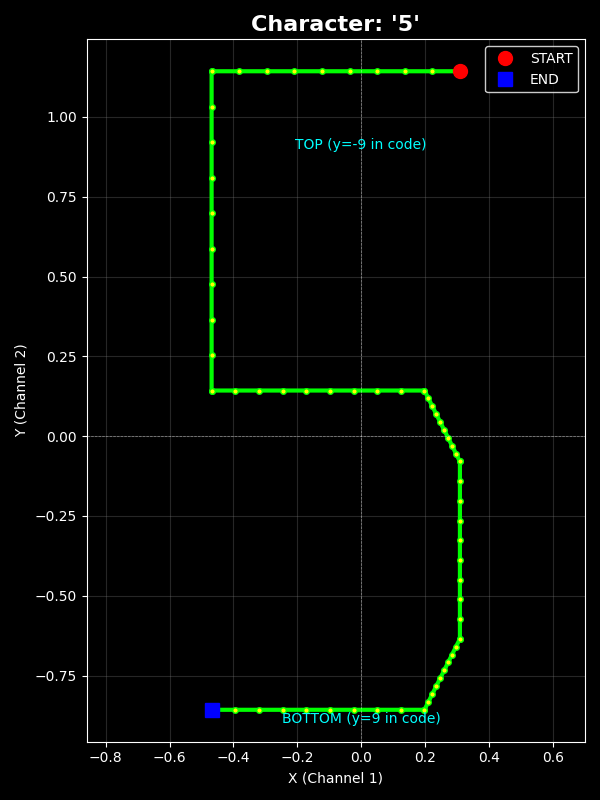 Character: '5'
START
END
TOP (y=-9 in code)
1.00
0.75
0.50
0.25
0.00
−0.25
−0.50
−0.75
Y (Channel 2)
BOTTOM (y=9 in code)
−0.8 −0.6 −0.4 −0.2 0.0 0.2 0.4 0.6
X (Channel 1)